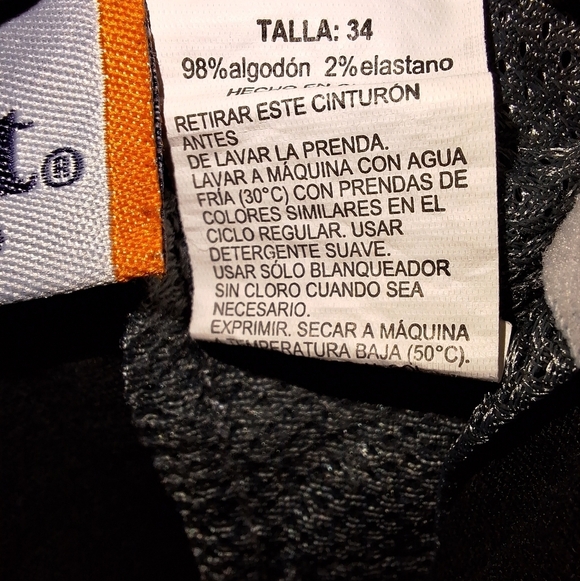 TALLA: 34
98%algodón 2%elastano
RETIRAR ESTE CINTURÓN
ANTES
DE LAVAR LA PRENDA.
LAVAR A MÁQUINA CON AGUA
FRÍA (30°C) CON PRENDAS DE
COLORES SIMILARES EN EL
CICLO REGULAR. USAR
DETERGENTE SUAVE.
USAR SÓLO BLANQUEADOR
SIN CLORO CUANDO SEA
NECESARIO.
EXPRIMIR. SECAR A MÁQUINA
A TEMPERATURA BAJA (50°C).
t®